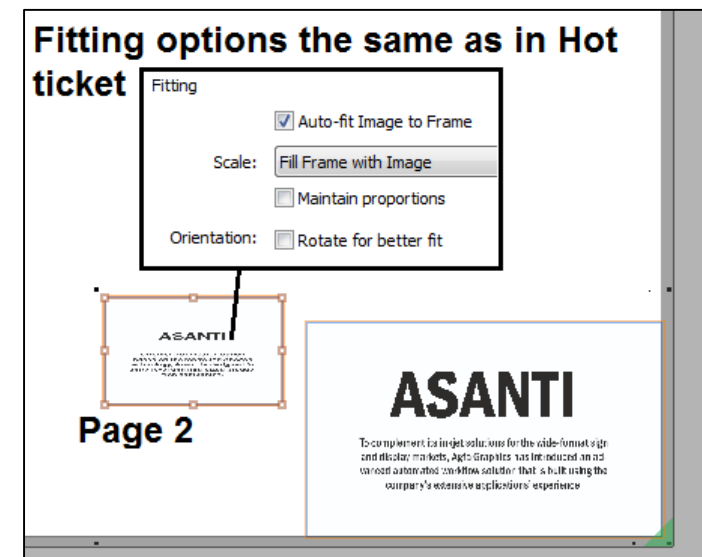 Fitting options the same as in Hot
ticket
Fitting
Auto-fit Image to Frame
Scale: Fill Frame with Image
Maintain proportions
Orientation: Rotate for better fit
ASANTI
Page 2
ASANTI
To complement its inkjet solutions for the wide-format sign
and display markets, Agfa Graphics has introduced an ad
vanced automated workflow solution that is built using the
company's extensive applications' experience